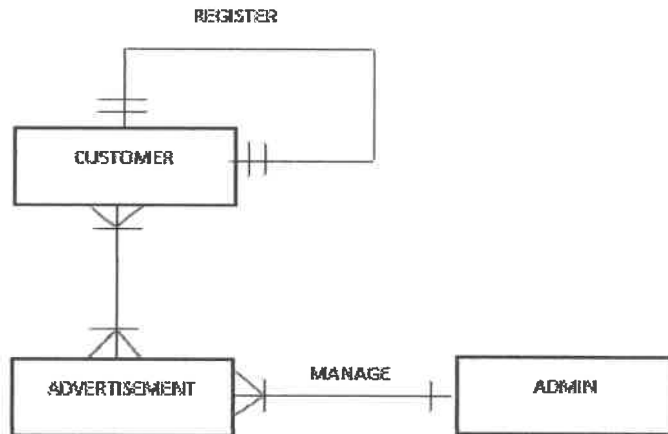 REGISTER
CUSTOMER
ADVERTISEMENT
MANAGE
ADMIN